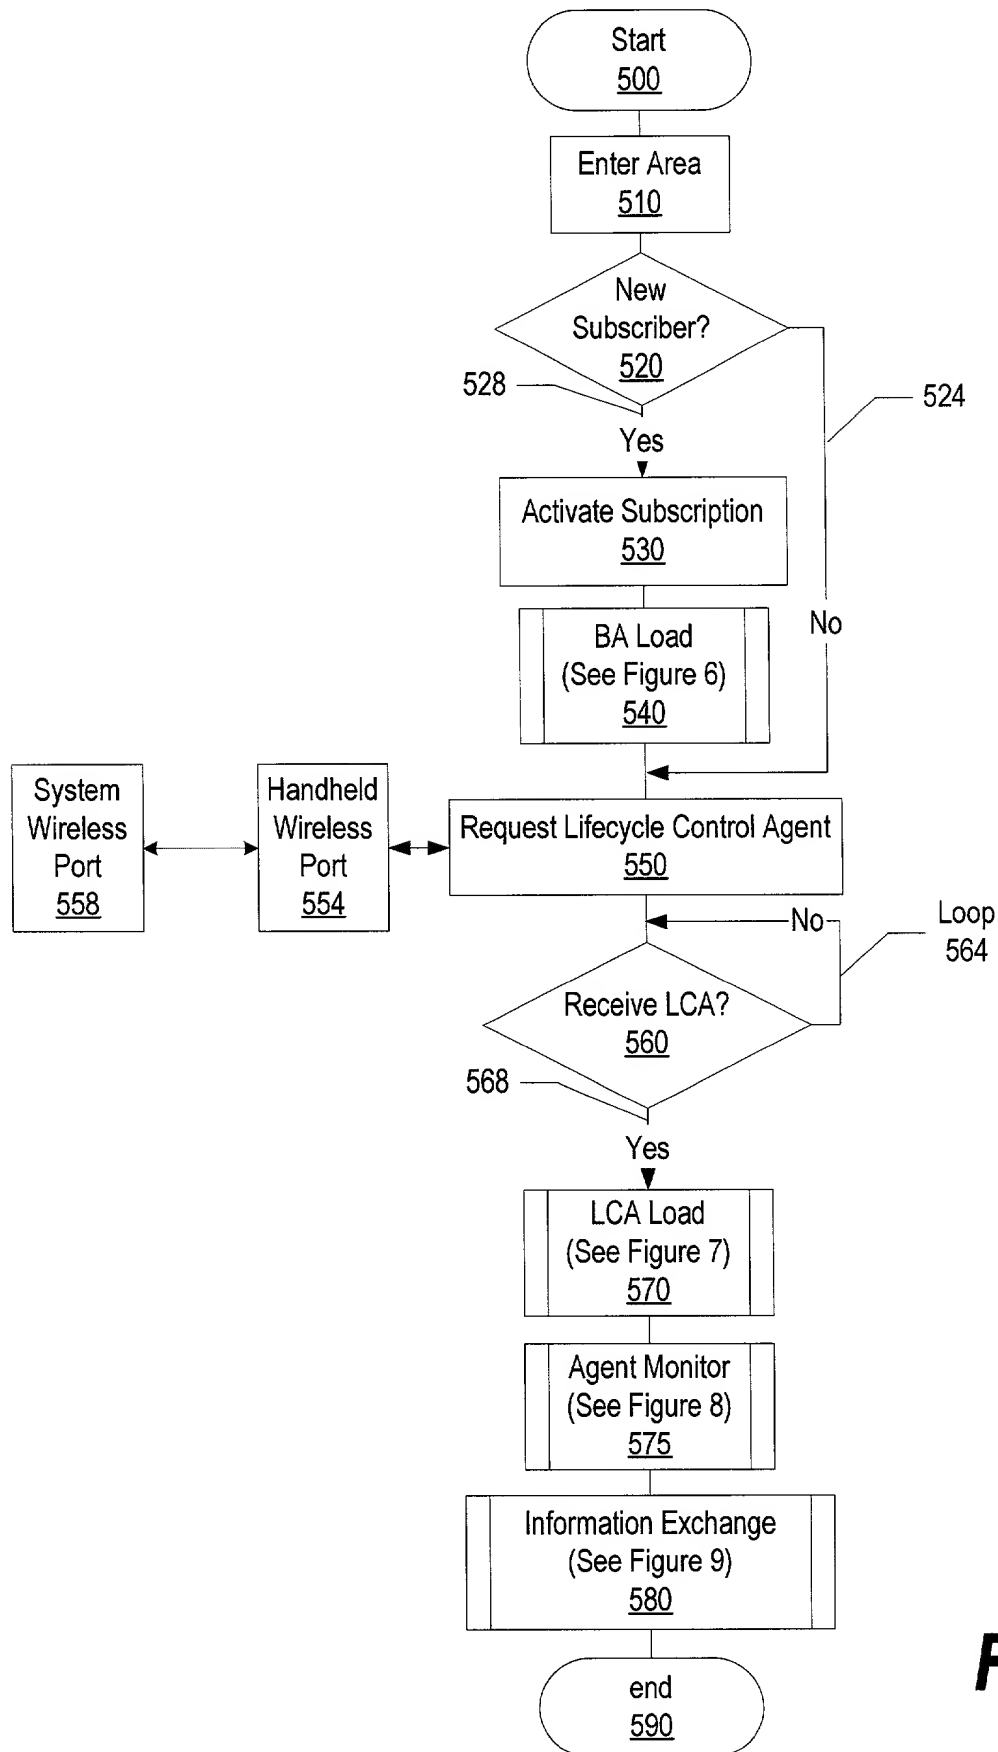 Start
500
Enter Area
510
New
Subscriber?
520
528
524
Yes
Activate Subscription
530
No
BA Load
(See Figure 6)
540
System
Wireless
Port
558
Handheld
Wireless
Port
554
Request Lifecycle Control Agent
550
No
Loop
564
Receive LCA?
560
568
Yes
LCA Load
(See Figure 7)
570
Agent Monitor
(See Figure 8)
575
Information Exchange
(See Figure 9)
580
end
590